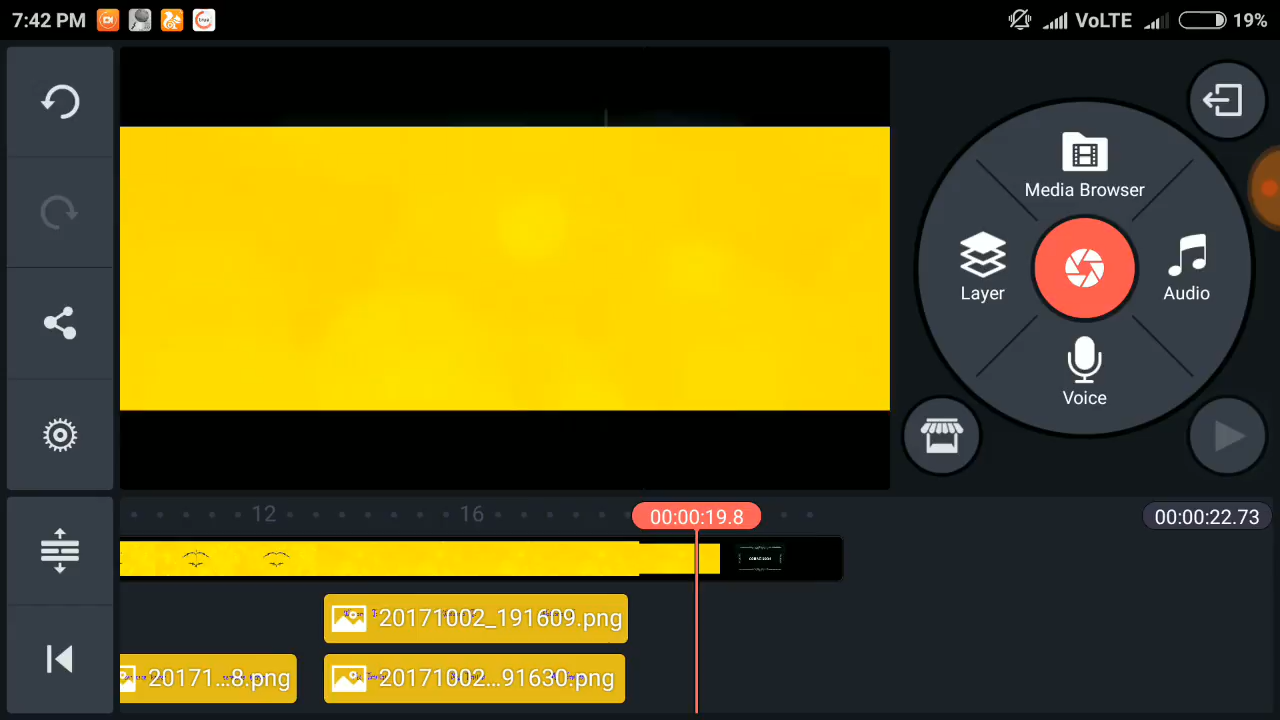 7:42 PM
VoLTE
19%
Media Browser
Layer
Audio
Voice
12
16
00:00:19.8
00:00:22.73
20171002_191609.png
20171...8.png
20171002...91630.png